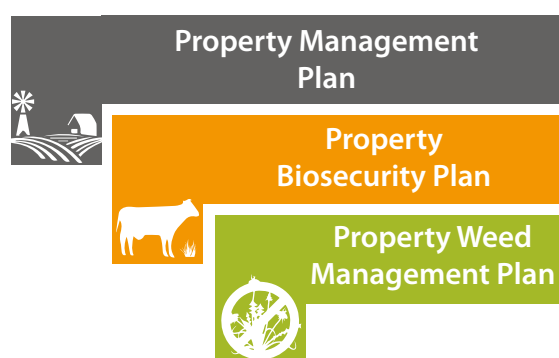 Property Management
Plan
Property
Biosecurity Plan
Property Weed
Management Plan